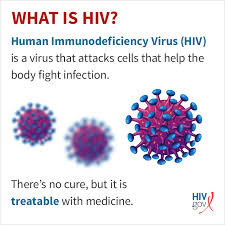 WHAT IS HIV?
Human Immunodeficiency Virus (HIV)
is a virus that attacks cells that help the
body fight infection.
There's no cure, but it is
treatable with medicine.
HIV
gov